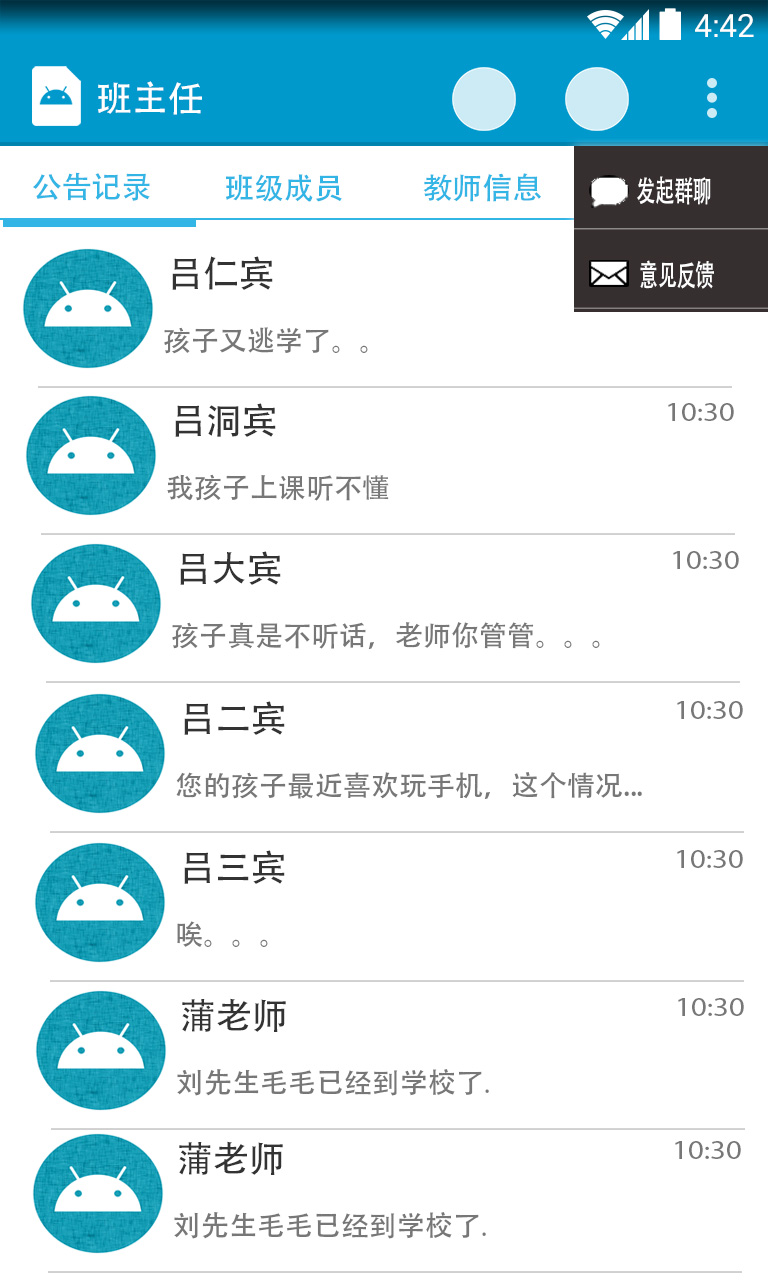 4:42
班主任
公告记录 班级成员 教师信息
发起群聊
意见反馈
吕仁宾
孩子又逃学了。。
吕洞宾 10:30
我孩子上课听不懂
吕大宾 10:30
孩子真是不听话，老师你管管。。。
吕二宾 10:30
您的孩子最近喜欢玩手机，这个情况...
吕三宾 10:30
唉。。。
蒲老师 10:30
刘先生毛毛已经到学校了.
蒲老师 10:30
刘先生毛毛已经到学校了.